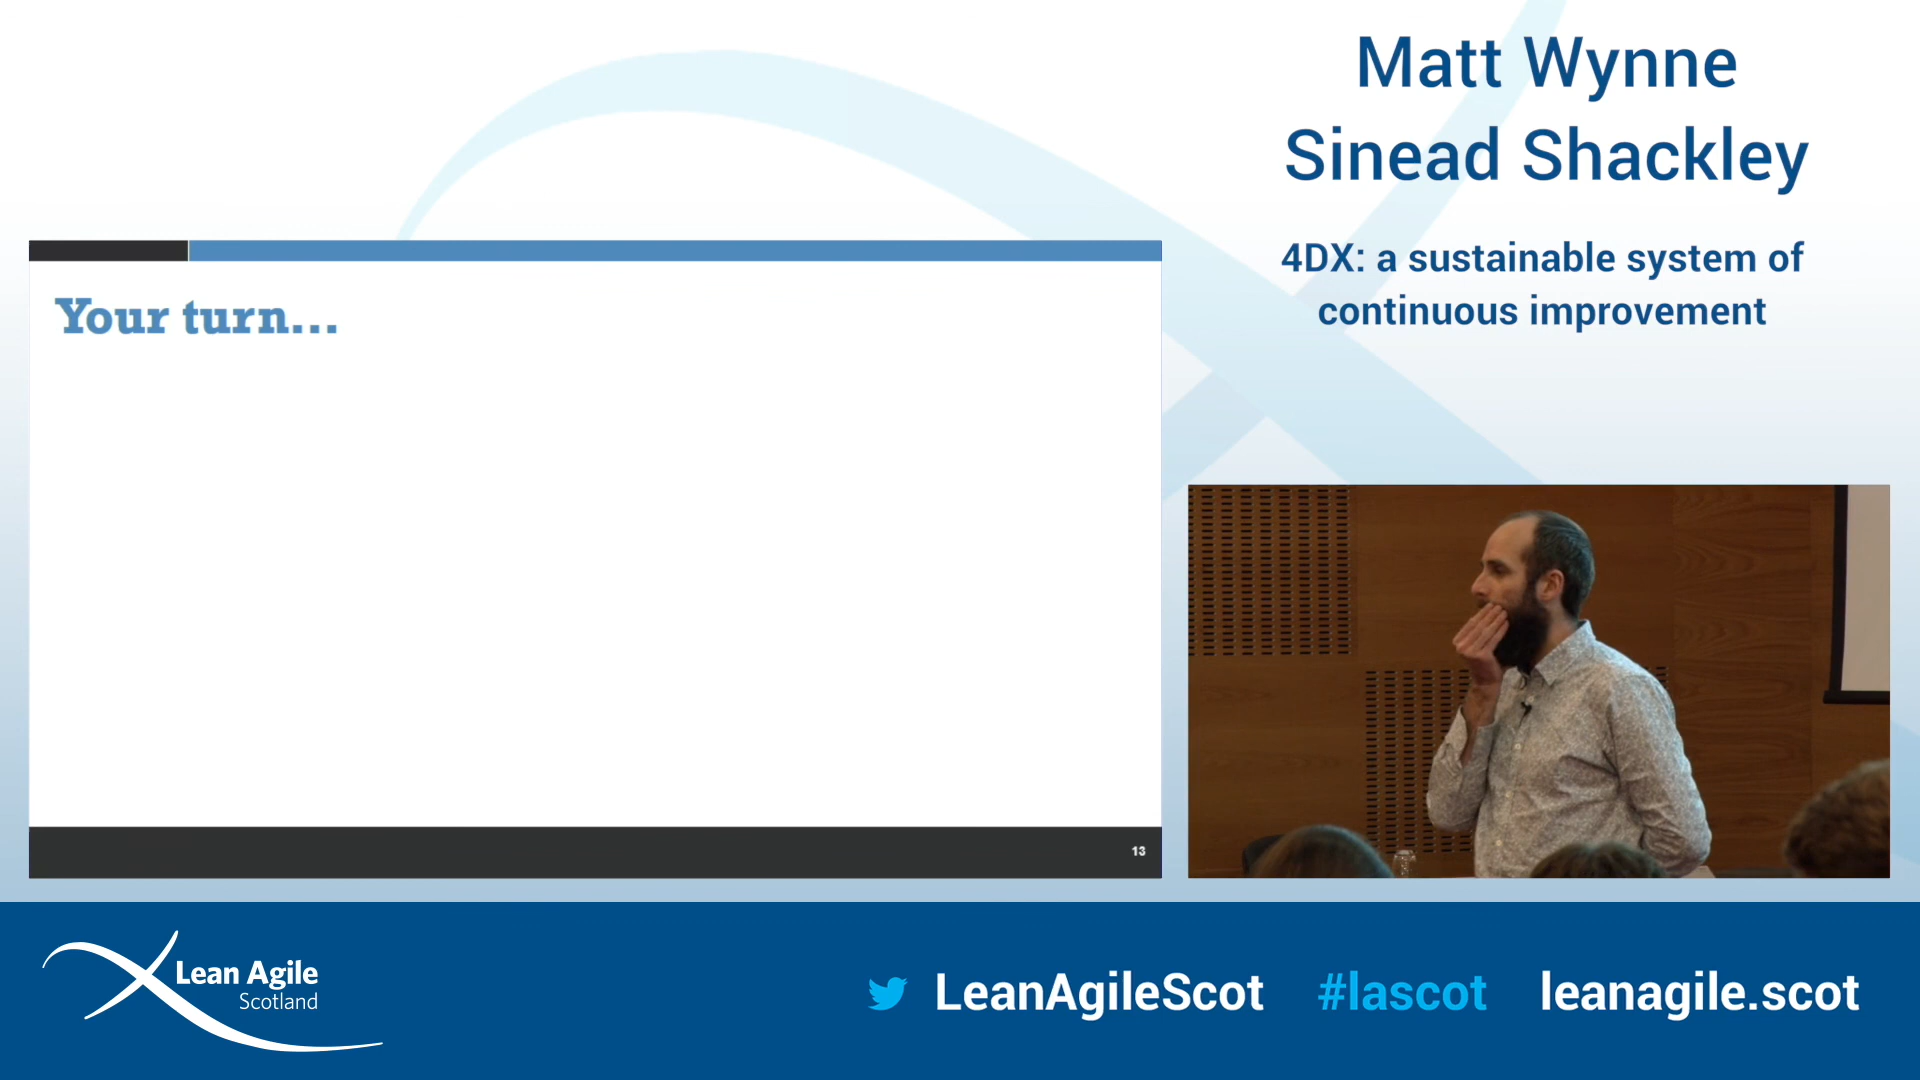 Matt Wynne
Sinead Shackley
4DX: a sustainable system of
continuous improvement
Your turn...
13
Lean Agile
Scotland
LeanAgileScot #lascot leanagile.scot